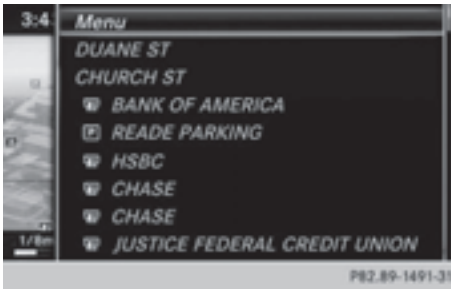 3:4
Menu
DUANE ST
CHURCH ST
BANK OF AMERICA
P READE PARKING
HSBC
CHASE
CHASE
JUSTICE FEDERAL CREDIT UNION
1/8m
P82.89-1491-31